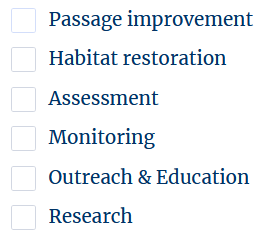 Passage improvement
Habitat restoration
Assessment
Monitoring
Outreach & Education
Research